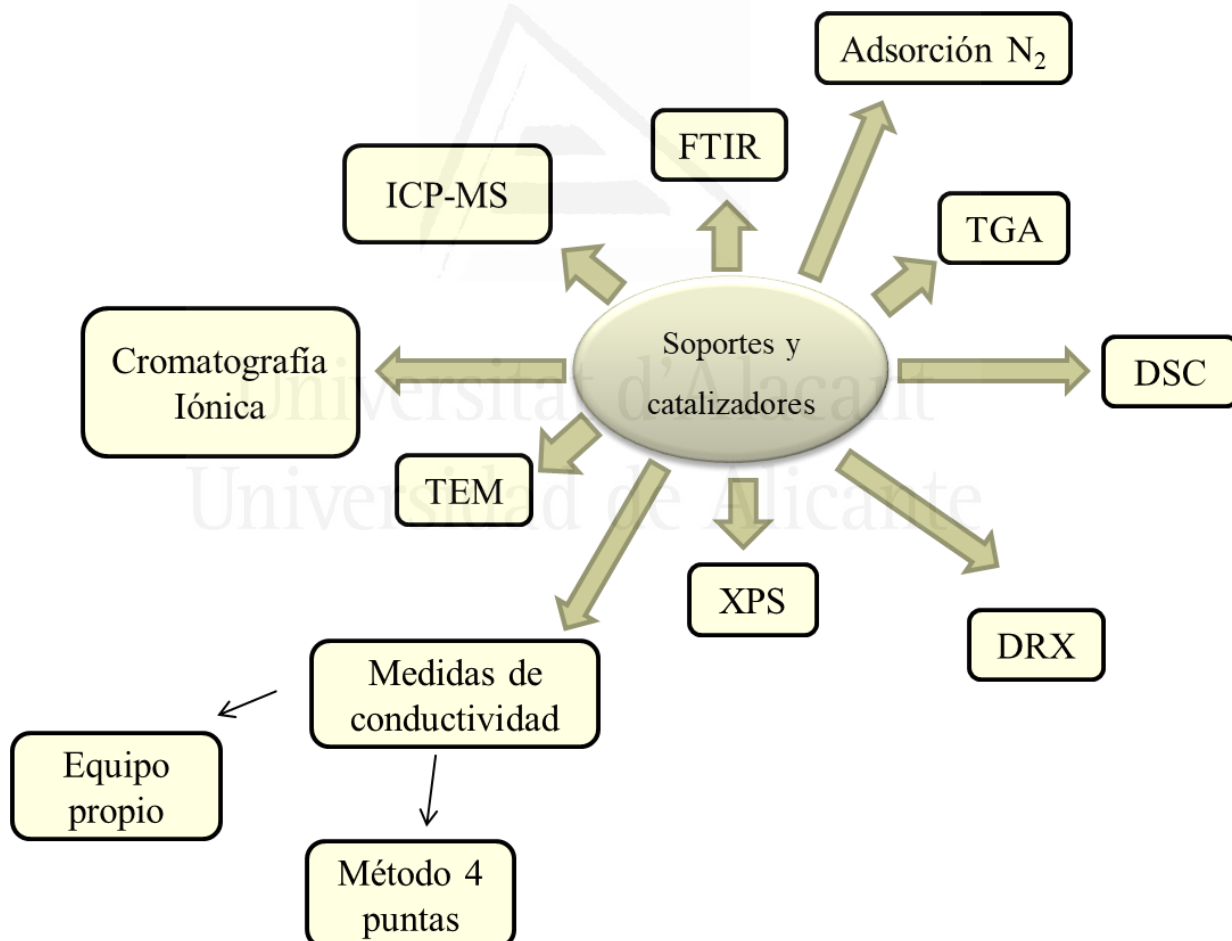 Adsorción N₂
FTIR
ICP-MS
TGA
Soportes y
catalizadores
Cromatografía
Iónica
DSC
TEM
XPS
DRX
Medidas de
conductividad
Equipo
propio
Método 4
puntas
Universitat d'Alacant
Universidad de Alicante